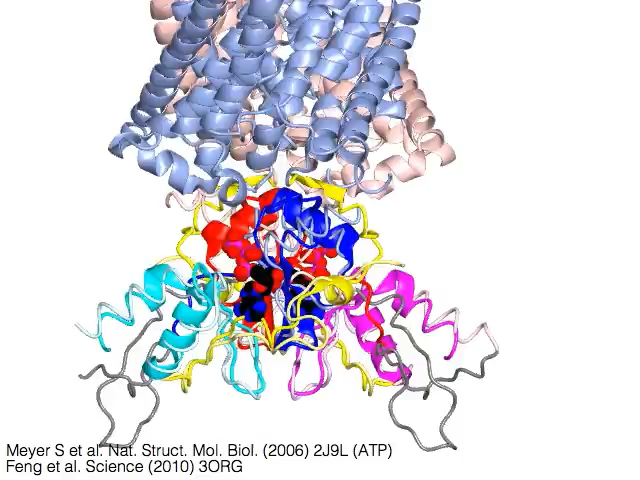 Meyer S et al. Nat. Struct. Mol. Biol. (2006) 2J9L (ATP)
Feng et al. Science (2010) 3ORG